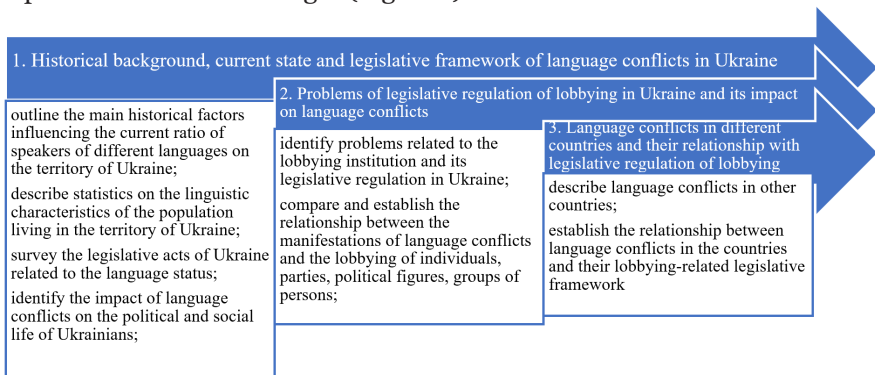 1. Historical background, current state and legislative framework of language conflicts in Ukraine
outline the main historical factors
influencing the current ratio of
speakers of different languages on
the territory of Ukraine;
describe statistics on the linguistic
characteristics of the population
living in the territory of Ukraine;
survey the legislative acts of Ukraine
related to the language status;
identify the impact of language
conflicts on the political and social
life of Ukrainians;
2. Problems of legislative regulation of lobbying in Ukraine and its impact
on language conflicts
identify problems related to the
lobbying institution and its
legislative regulation in Ukraine;
compare and establish the
relationship between the
manifestations of language conflicts
and the lobbying of individuals,
parties, political figures, groups of
persons;
3. Language conflicts in different
countries and their relationship with
legislative regulation of lobbying
describe language conflicts in other
countries;
establish the relationship between
language conflicts in the countries
and their lobbying-related legislative
framework